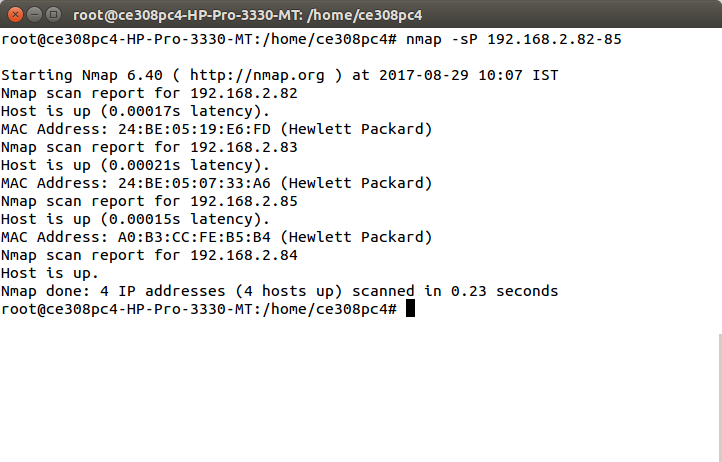 root@ce308pc4-HP-Pro-3330-MT: /home/ce308pc4
root@ce308pc4-HP-Pro-3330-MT:/home/ce308pc4# nmap -sP 192.168.2.82-85
Starting Nmap 6.40 ( http://nmap.org ) at 2017-08-29 10:07 IST
Nmap scan report for 192.168.2.82
Host is up (0.00017s latency).
MAC Address: 24:BE:05:19:E6:FD (Hewlett Packard)
Nmap scan report for 192.168.2.83
Host is up (0.00021s latency).
MAC Address: 24:BE:05:07:33:A6 (Hewlett Packard)
Nmap scan report for 192.168.2.85
Host is up (0.00015s latency).
MAC Address: A0:B3:CC:FE:B5:B4 (Hewlett Packard)
Nmap scan report for 192.168.2.84
Host is up.
Nmap done: 4 IP addresses (4 hosts up) scanned in 0.23 seconds
root@ce308pc4-HP-Pro-3330-MT:/home/ce308pc4#